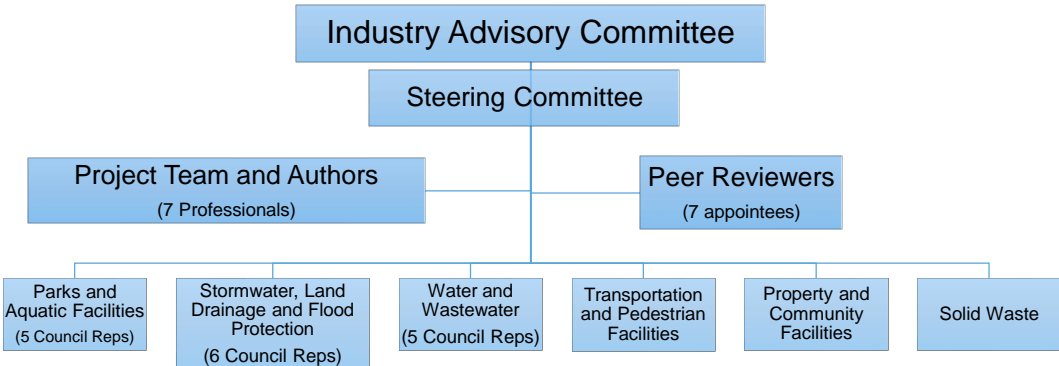 Industry Advisory Committee
Steering Committee
Project Team and Authors
(7 Professionals)
Peer Reviewers
(7 appointees)
Parks and
Aquatic Facilities
(5 Council Reps)
Stormwater, Land
Drainage and Flood
Protection
(6 Council Reps)
Water and
Wastewater
(5 Council Reps)
Transportation
and Pedestrian
Facilities
Property and
Community
Facilities
Solid Waste